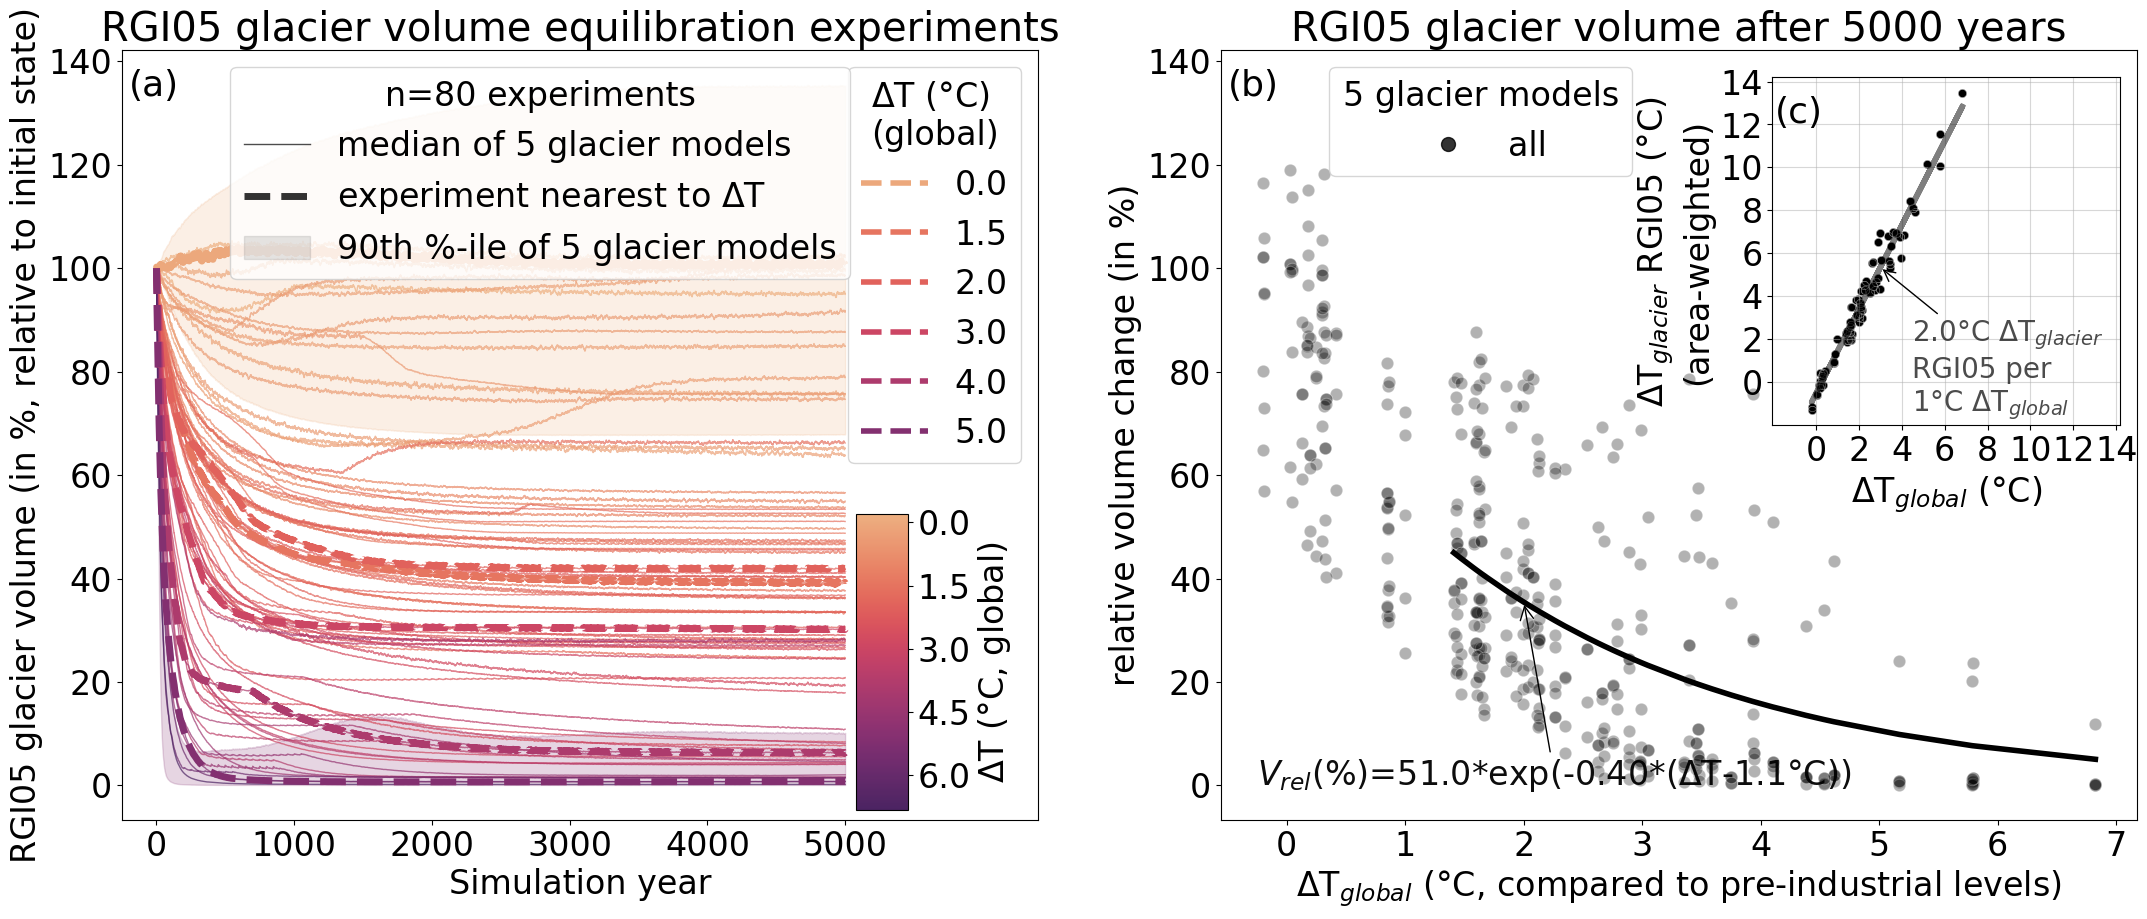 RGI05 glacier volume equilibration experiments
(a)
RGI05 glacier volume (in %, relative to initial state)
140
120
100
80
60
40
20
0
n=80 experiments
median of 5 glacier models
experiment nearest to ΔT
90th %-ile of 5 glacier models
ΔT (°C)
(global)
0.0
1.5
2.0
3.0
4.0
5.0
0.0
1.5
3.0
4.5
6.0
ΔT (°C, global)
0 1000 2000 3000 4000 5000
Simulation year
RGI05 glacier volume after 5000 years
(b)
relative volume change (in %)
140
120
100
80
60
40
20
0
5 glacier models
all
V_rel(%)=51.0*exp(-0.40*(ΔT-1.1°C))
0 1 2 3 4 5 6 7
ΔT_global (°C, compared to pre-industrial levels)
(c)
ΔT_glacier RGI05 (°C)
(area-weighted)
14
12
10
8
6
4
2
0
2.0°C ΔT_glacier
RGI05 per
1°C ΔT_global
0 2 4 6 8 10 12 14
ΔT_global (°C)